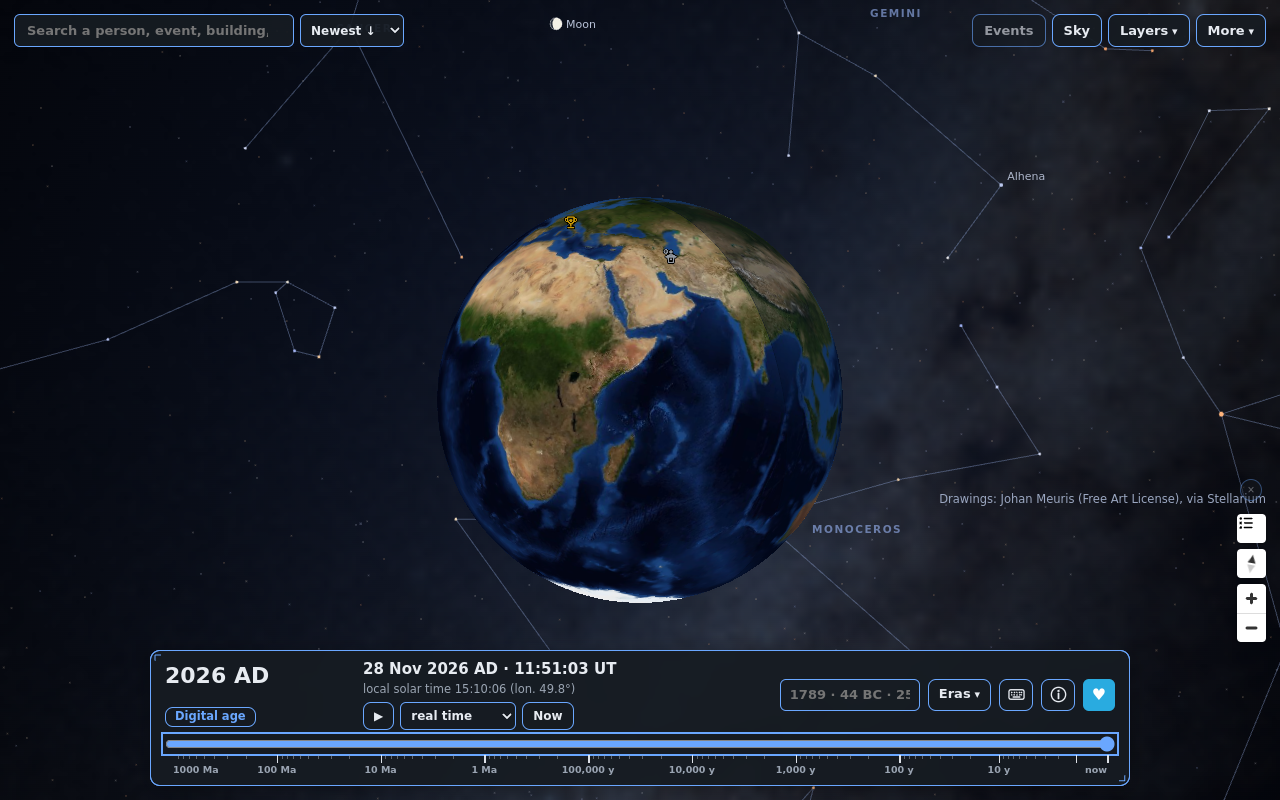 Search a person, event, building,
Newest ↓
Moon
GEMINI
Events
Sky
Layers ▾
More ▾
Alhena
Drawings: Johan Meuris (Free Art License), via Stellarium
MONOCEROS
2026 AD
28 Nov 2026 AD · 11:51:03 UT
local solar time 15:10:06 (lon. 49.8°)
Digital age
real time
Now
1789 · 44 BC · 25
Eras ▾
1000 Ma
100 Ma
10 Ma
1 Ma
100,000 y
10,000 y
1,000 y
100 y
10 y
now